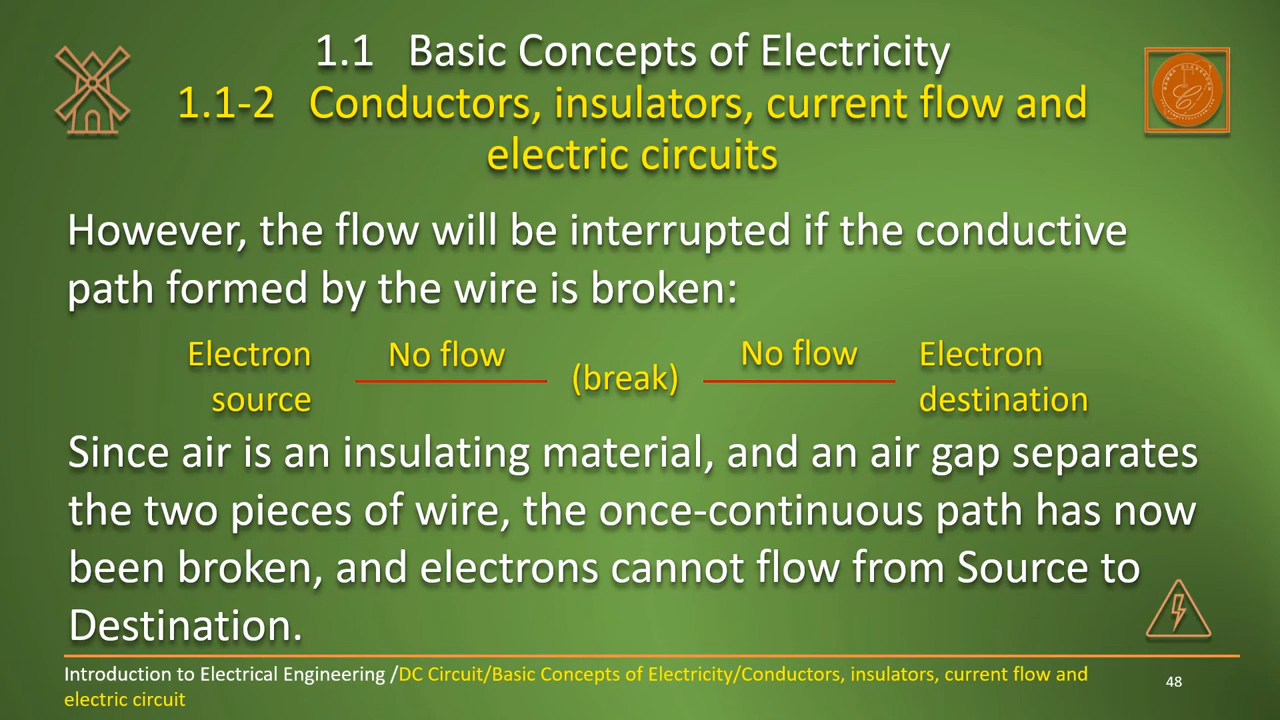 1.1 Basic Concepts of Electricity
1.1-2 Conductors, insulators, current flow and
electric circuits
However, the flow will be interrupted if the conductive
path formed by the wire is broken:
Electron
source
No flow
(break)
No flow
Electron
destination
Since air is an insulating material, and an air gap separates
the two pieces of wire, the once-continuous path has now
been broken, and electrons cannot flow from Source to
Destination.
Introduction to Electrical Engineering /DC Circuit/Basic Concepts of Electricity/Conductors, insulators, current flow and
electric circuit
48